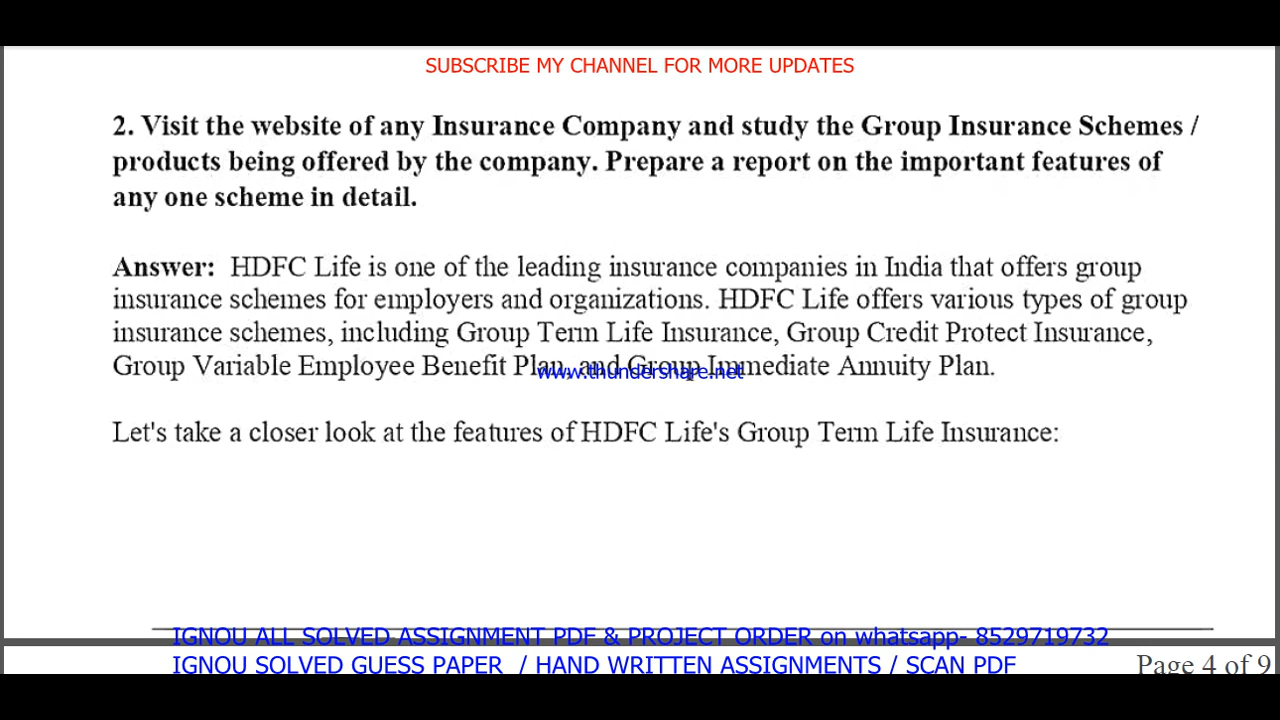 SUBSCRIBE MY CHANNEL FOR MORE UPDATES
2. Visit the website of any Insurance Company and study the Group Insurance Schemes /
products being offered by the company. Prepare a report on the important features of
any one scheme in detail.
Answer: HDFC Life is one of the leading insurance companies in India that offers group
insurance schemes for employers and organizations. HDFC Life offers various types of group
insurance schemes, including Group Term Life Insurance, Group Credit Protect Insurance,
Group Variable Employee Benefit Plan, and Group Immediate Annuity Plan.
www.thundershare.net
Let's take a closer look at the features of HDFC Life's Group Term Life Insurance:
IGNOU ALL SOLVED ASSIGNMENT PDF & PROJECT ORDER on whatsapp- 8529719732
IGNOU SOLVED GUESS PAPER / HAND WRITTEN ASSIGNMENTS / SCAN PDF
Page 4 of 9